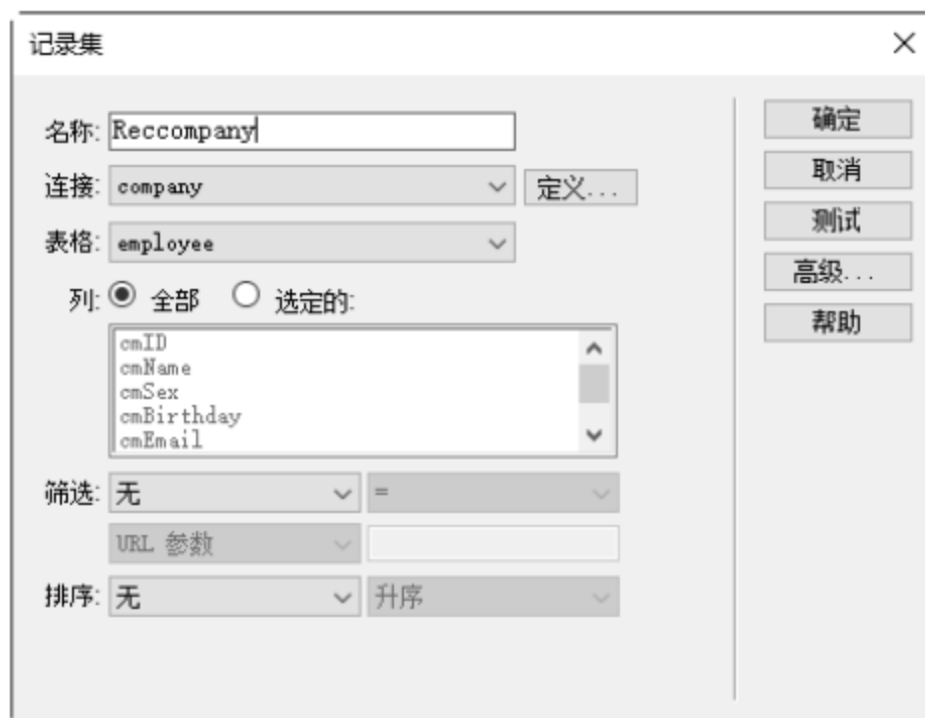 记录集
名称: Reccompany
确定
连接: company 定义...
取消
表格: employee
测试
列: 全部 选定的:
高级...
帮助
cmID
cmName
cmSex
cmBirthday
cmEmail
筛选: 无 =
URL 参数
排序: 无 升序